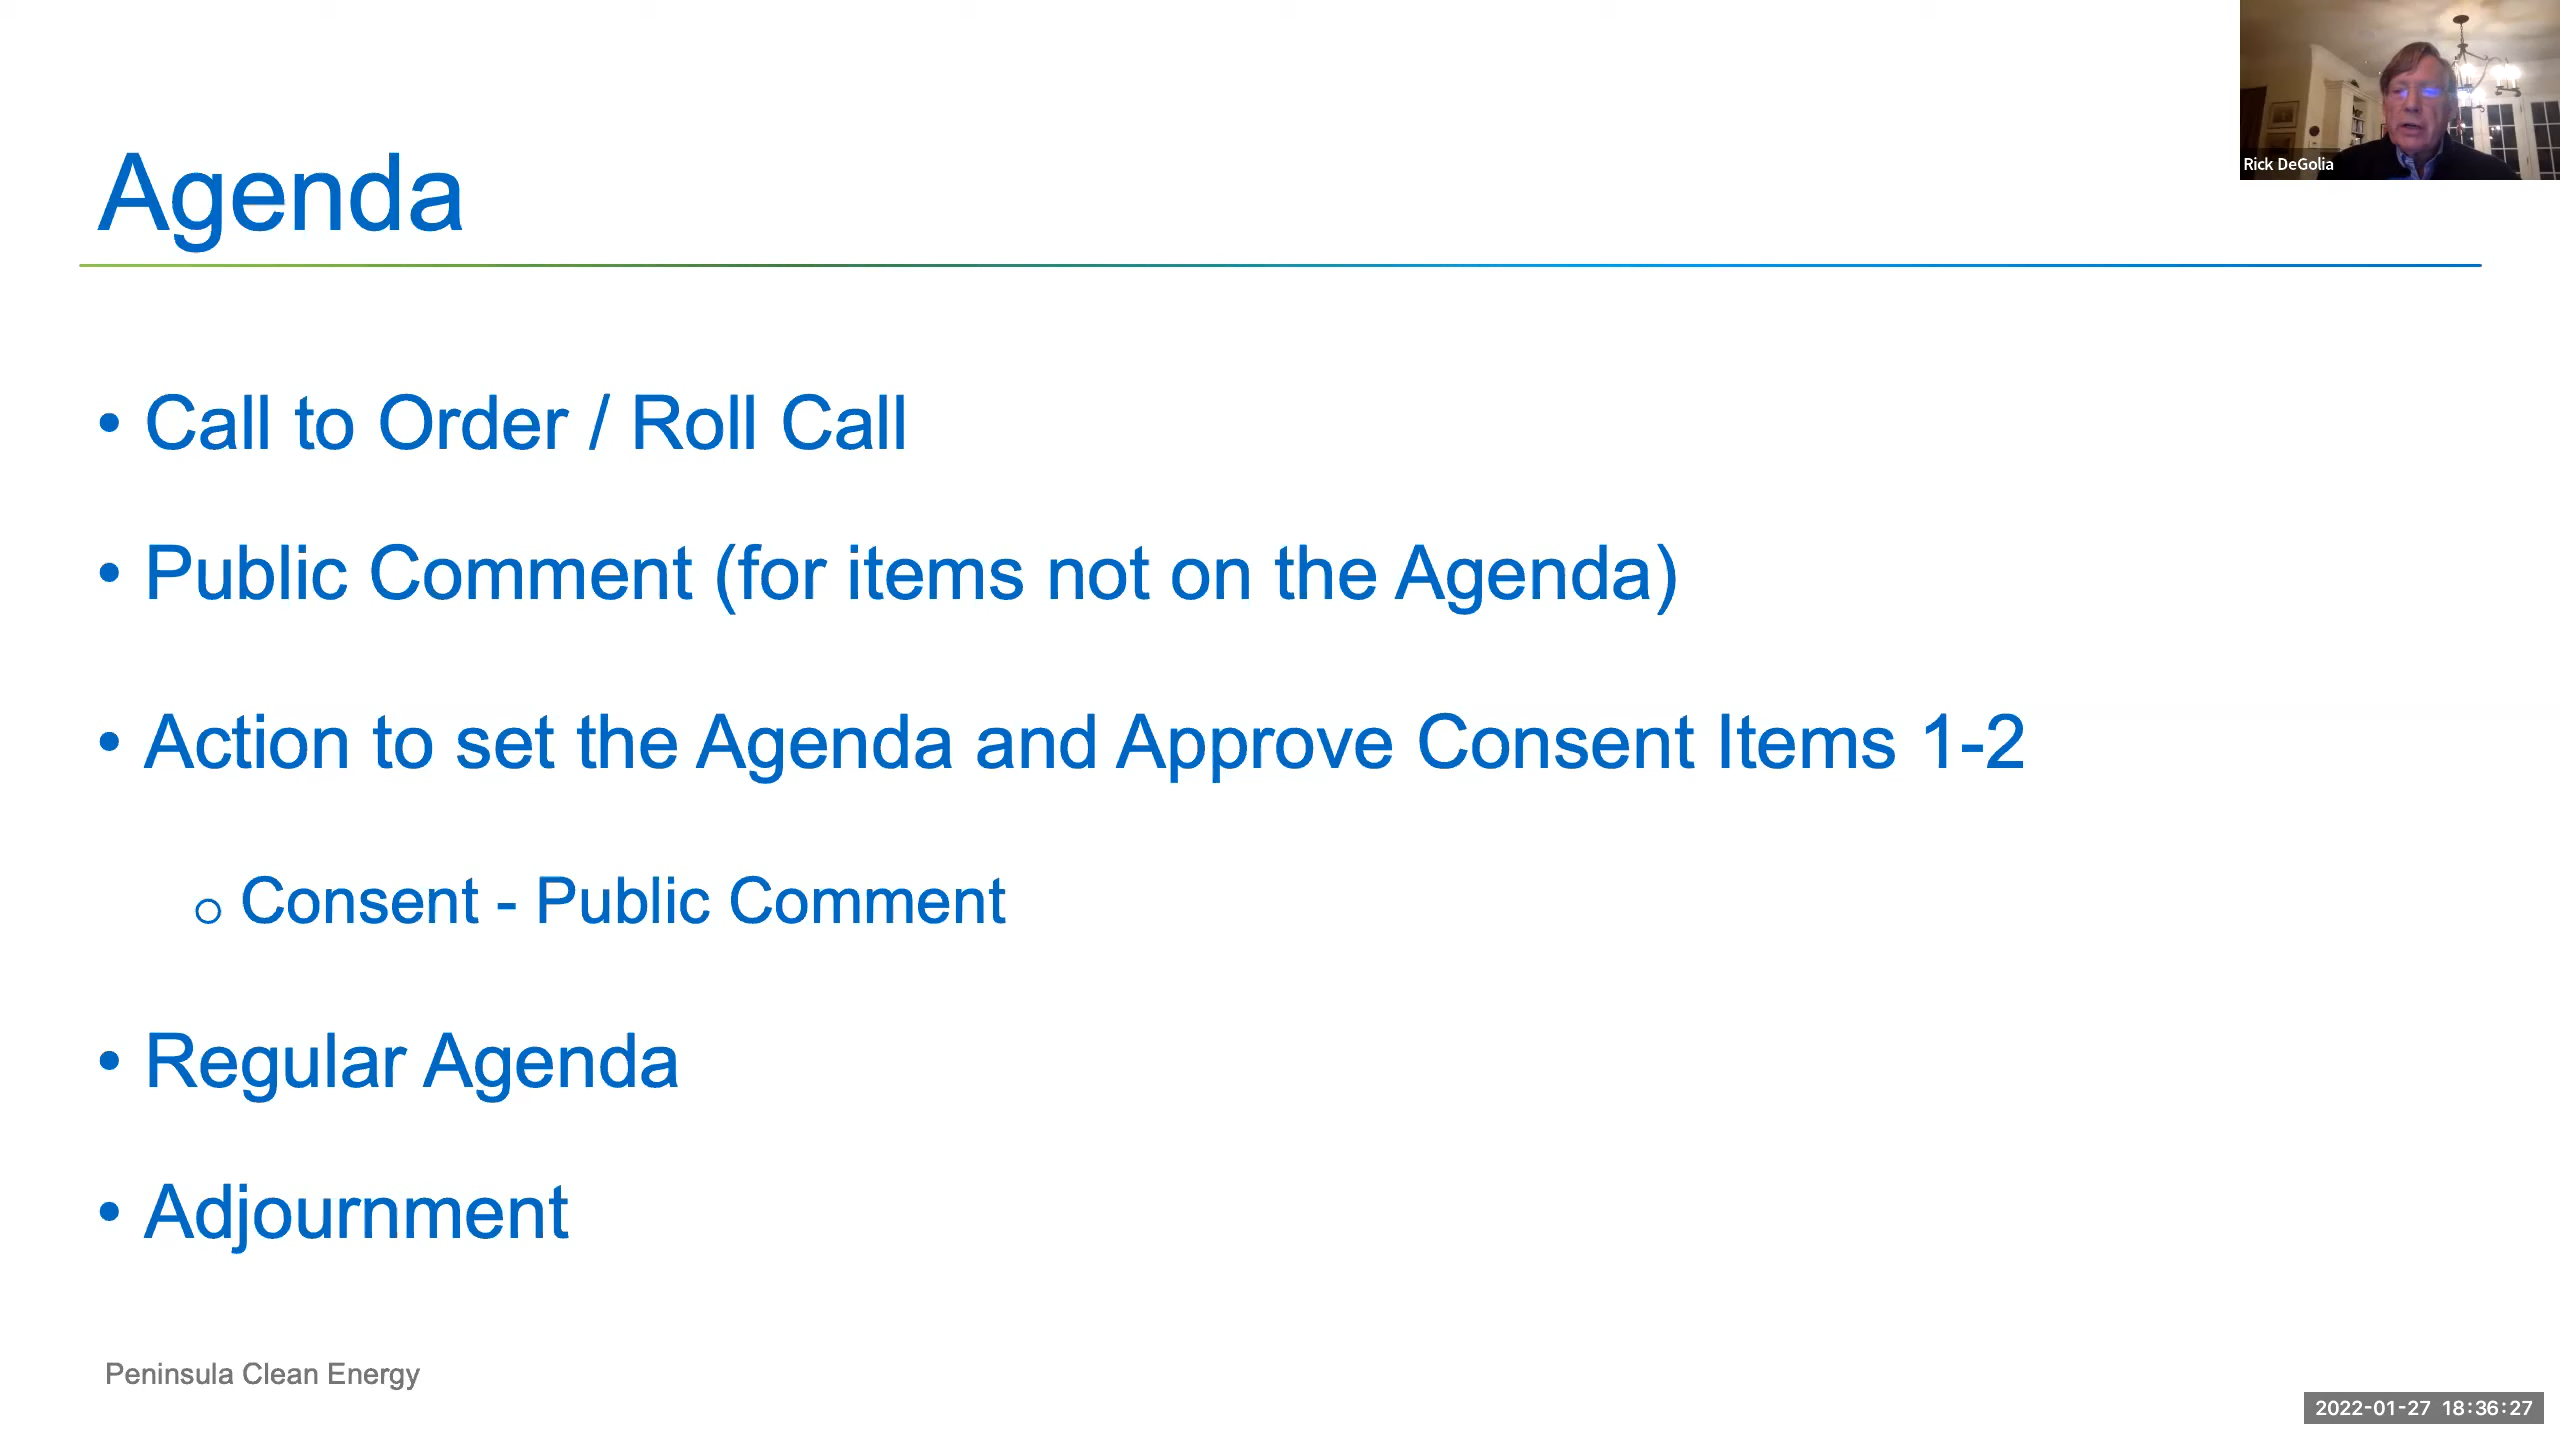 Rick DeGolia
Agenda
• Call to Order / Roll Call
• Public Comment (for items not on the Agenda)
• Action to set the Agenda and Approve Consent Items 1-2
o Consent - Public Comment
• Regular Agenda
• Adjournment
Peninsula Clean Energy
2022-01-27 18:36:27